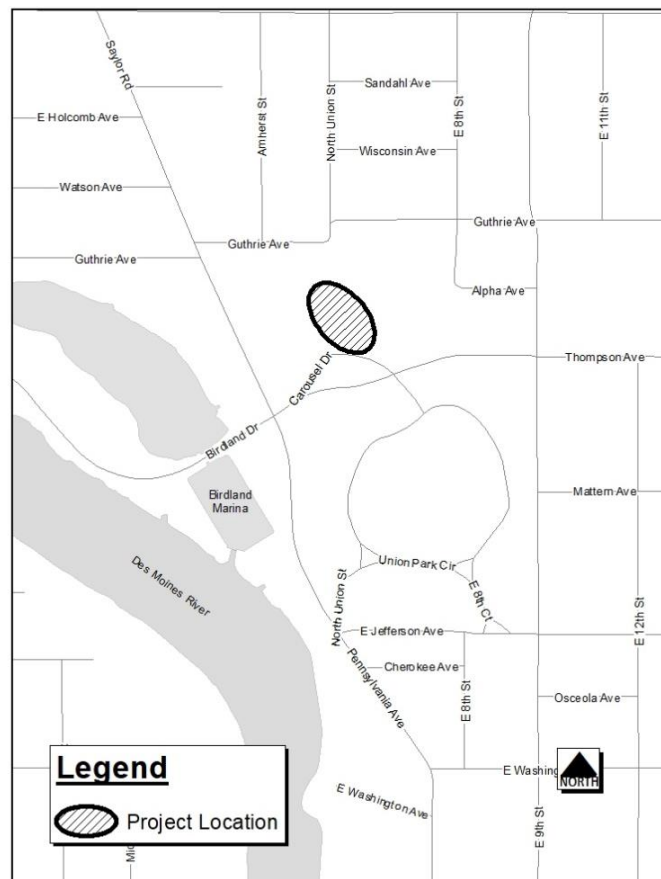 Saylor Rd
Sandahl Ave
E Holcomb Ave
Amherst St
North Union St
E 8th St
E 11th St
Wisconsin Ave
Watson Ave
Guthrie Ave
Guthrie Ave
Guthrie Ave
Alpha Ave
Thompson Ave
Carousel Dr
Birdland Dr
Birdland
Marina
Mattern Ave
Des Moines River
Union Park Cir
North Union St
E 8th Ct
E 12th St
E Jefferson Ave
Cherokee Ave
Pennsylvania Ave
E 8th St
Osceola Ave
Legend
Project Location
E Washing
NORTH
E Washington Ave
E 9th St